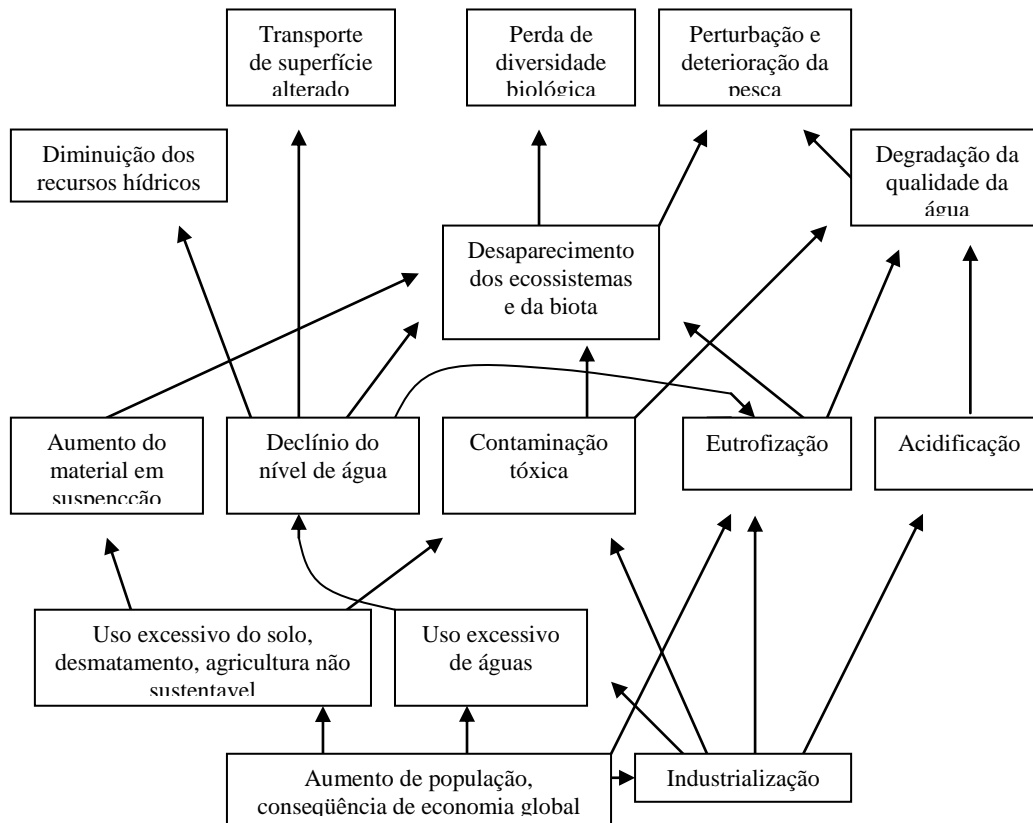 Transporte
de superfície
alterado
Perda de
diversidade
biológica
Perturbação e
deterioração da
pesca
Diminuição dos
recursos hídricos
Degradação da
qualidade da
água
Desaparecimento
dos ecossistemas
e da biota
Aumento do
material em
suspencção
Declínio do
nível de água
Contaminação
tóxica
Eutrofização
Acidificação
Uso excessivo do solo,
desmatamento, agricultura não
sustentavel
Uso excessivo
de águas
Aumento de população,
conseqüência de economia global
Industrialização